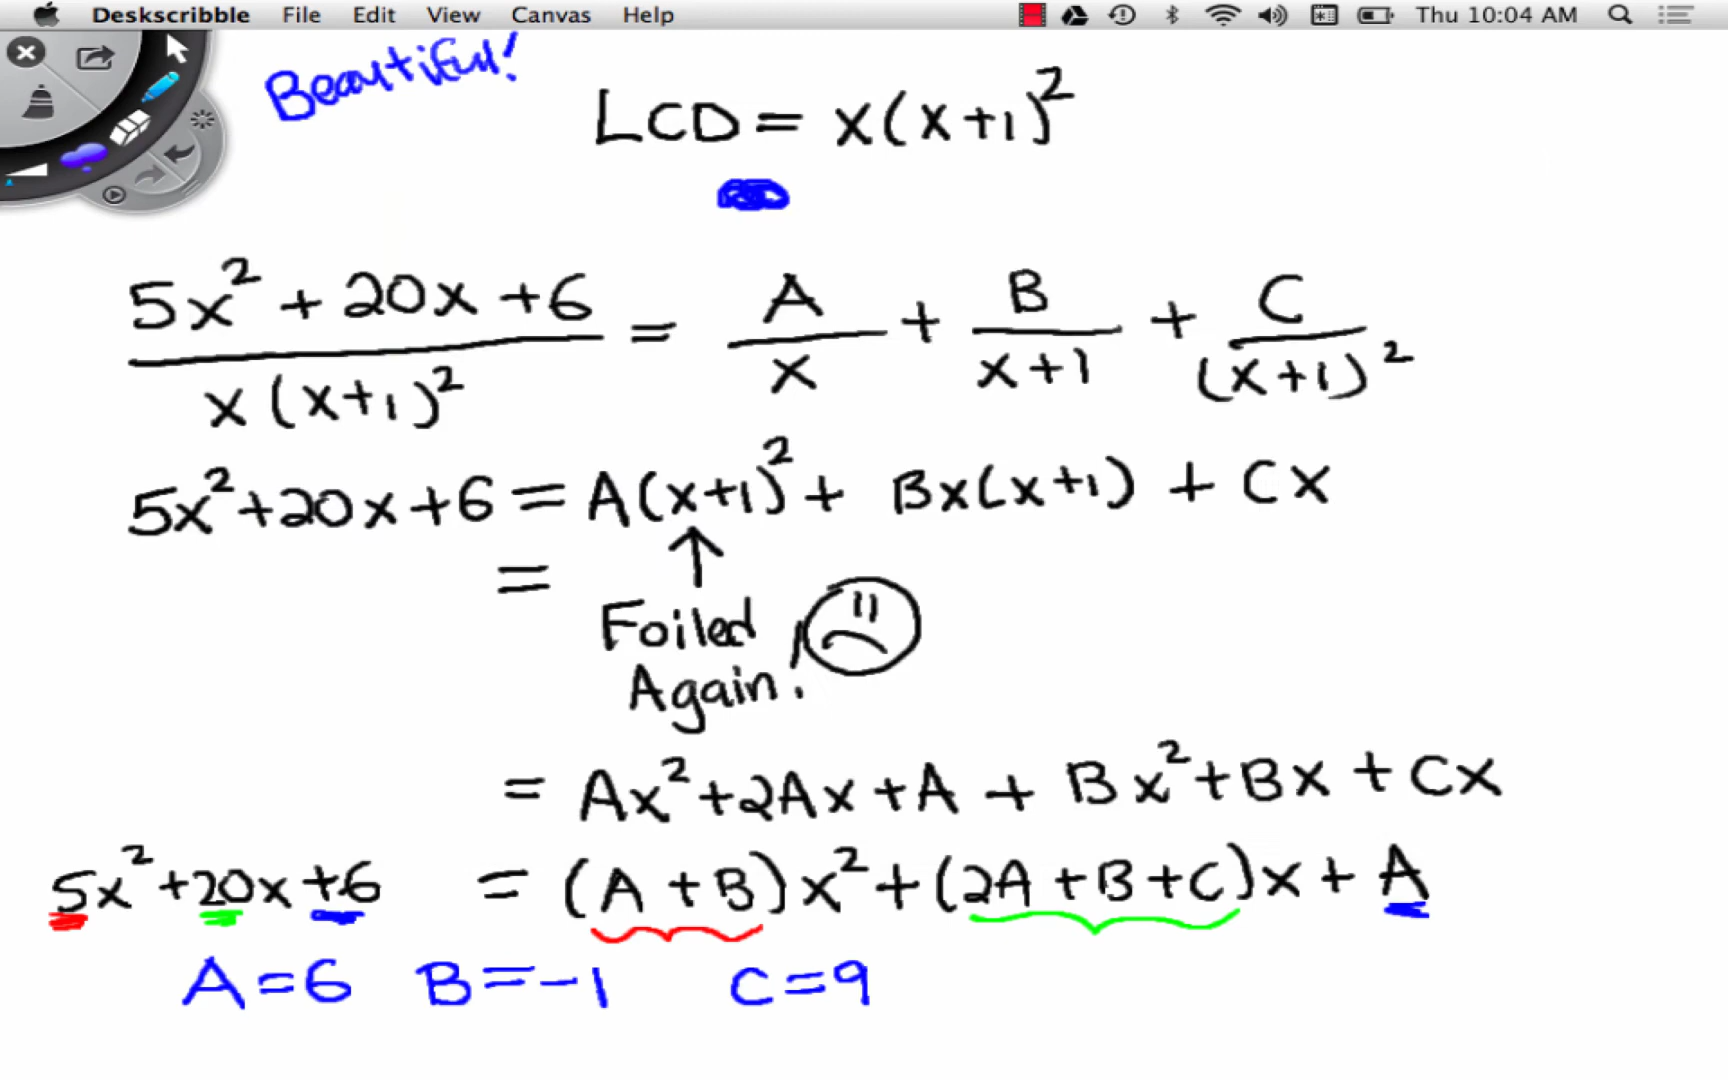 Deskscribble File Edit View Canvas Help Thu 10:04 AM
Beautiful!
LCD = x(x+1)²
5x² + 20x + 6 / x(x+1)² = A/x + B/x+1 + C/(x+1)²
5x²+20x+6 = A(x+1)² + Bx(x+1) + Cx
=
Foiled
Again!
= Ax²+2Ax+A + Bx²+Bx+Cx
5x²+20x+6 = (A+B)x²+(2A+B+C)x+A
A=6 B=-1 C=9